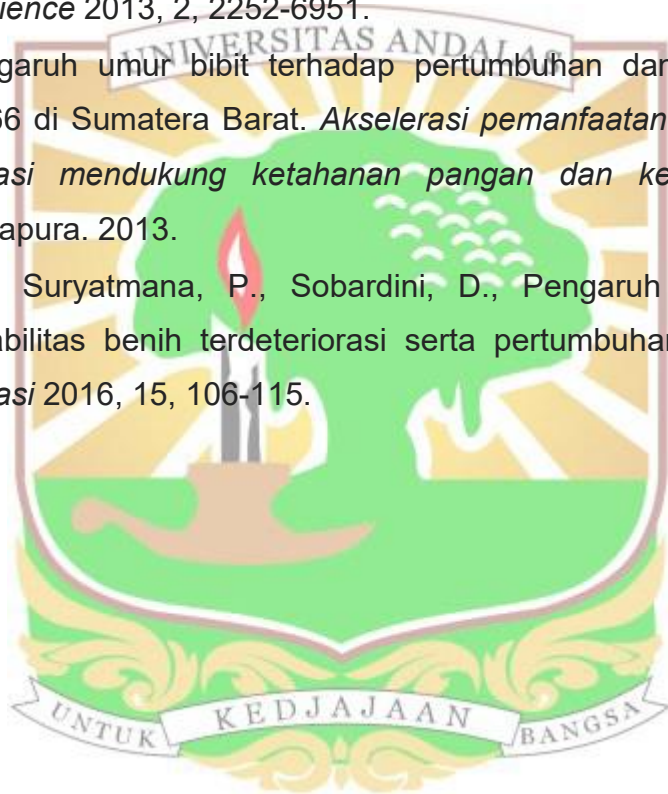 ience 2013, 2, 2252-6951.
UNIVERSITAS ANDALAS
garuh umur bibit terhadap pertumbuhan dan
66 di Sumatera Barat. Akselerasi pemanfaatan
asi mendukung ketahanan pangan dan ke
apura. 2013.
Suryatmana, P., Sobardini, D., Pengaruh
abilitas benih terdeteriorasi serta pertumbuhan
asi 2016, 15, 106-115.
UNTUK KEDJAJAAN BANGSA